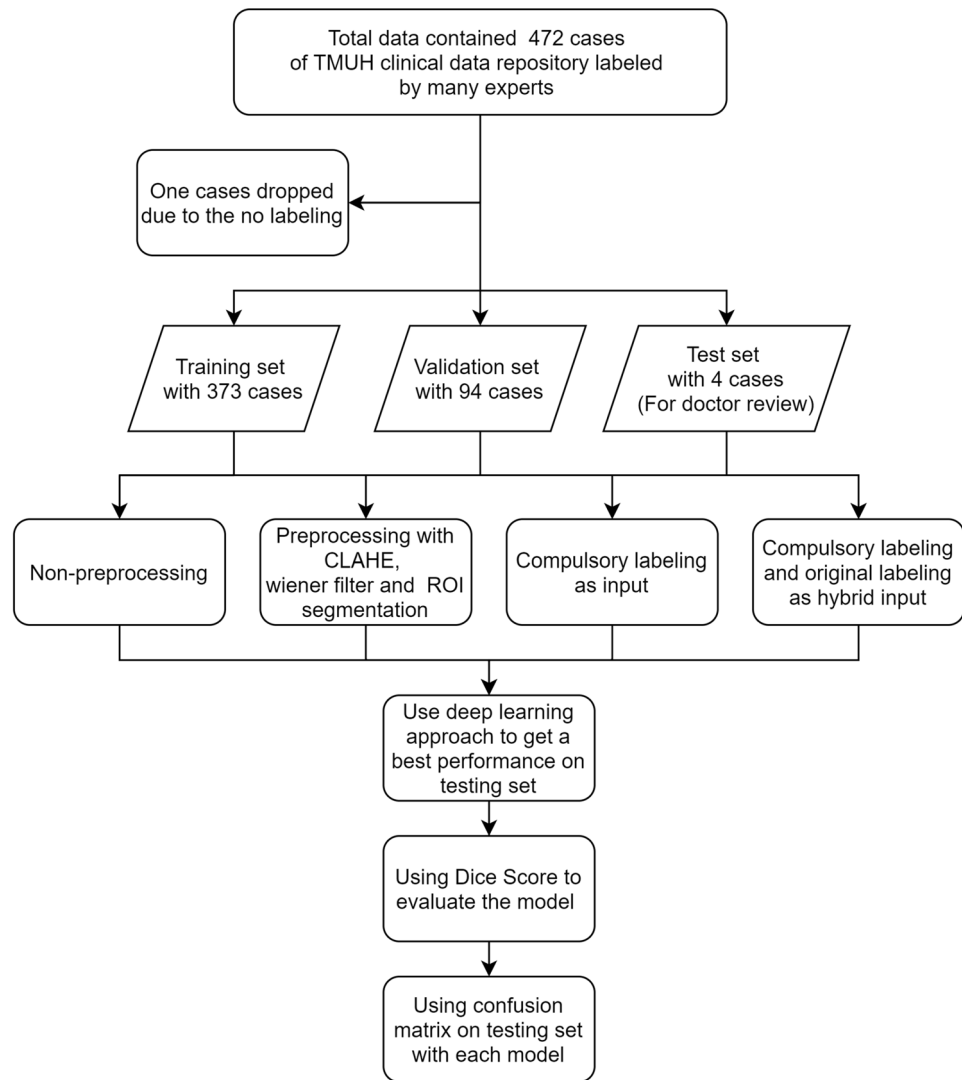 Total data contained 472 cases
of TMUH clinical data repository labeled
by many experts
One cases dropped
due to the no labeling
Training set
with 373 cases
Validation set
with 94 cases
Test set
with 4 cases
(For doctor review)
Non-preprocessing
Preprocessing with
CLAHE,
wiener filter and ROI
segmentation
Compulsory labeling
as input
Compulsory labeling
and original labeling
as hybrid input
Use deep learning
approach to get a
best performance on
testing set
Using Dice Score to
evaluate the model
Using confusion
matrix on testing set
with each model